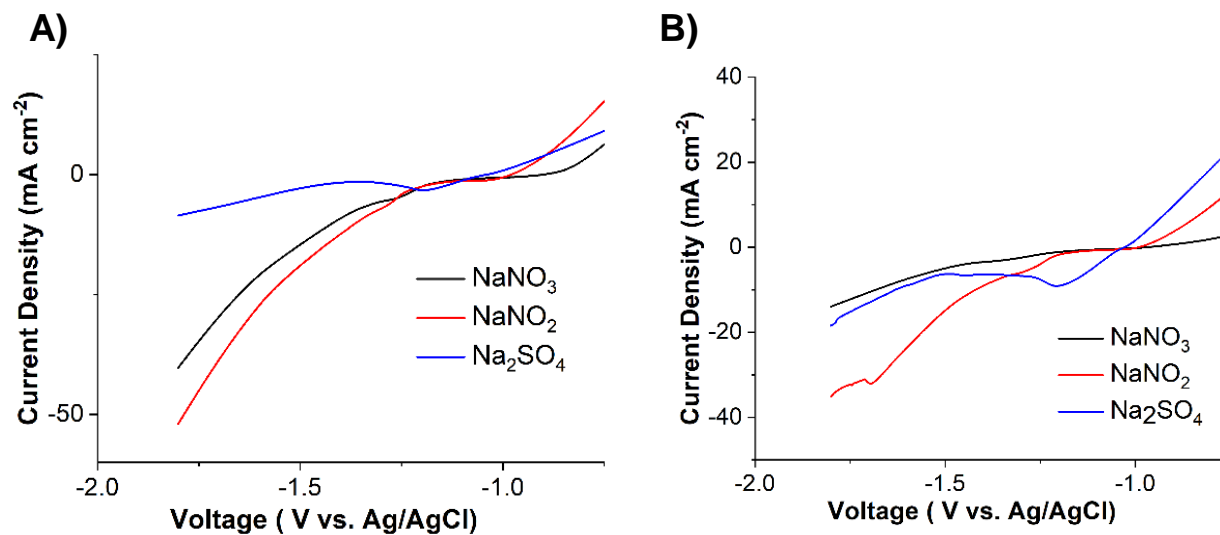 A)
Current Density (mA cm⁻²)
0
-50
-2.0
-1.5
-1.0
Voltage ( V vs. Ag/AgCl)
NaNO₃
NaNO₂
Na₂SO₄
B)
Current Density (mA cm⁻²)
40
20
0
-20
-40
-2.0
-1.5
-1.0
Voltage ( V vs. Ag/AgCl)
NaNO₃
NaNO₂
Na₂SO₄